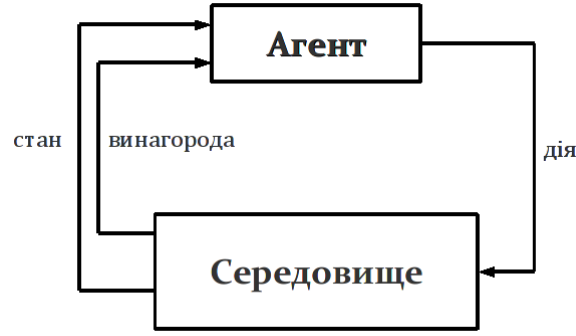 Агент
стан
винагорода
дія
Середовище